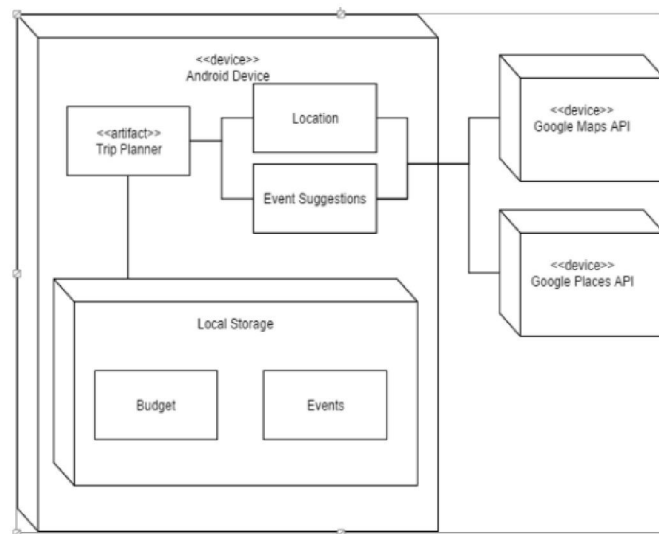 <<device>>
Android Device
<<artifact>>
Trip Planner
Location
Event Suggestions
<<device>>
Google Maps API
<<device>>
Google Places API
Local Storage
Budget
Events